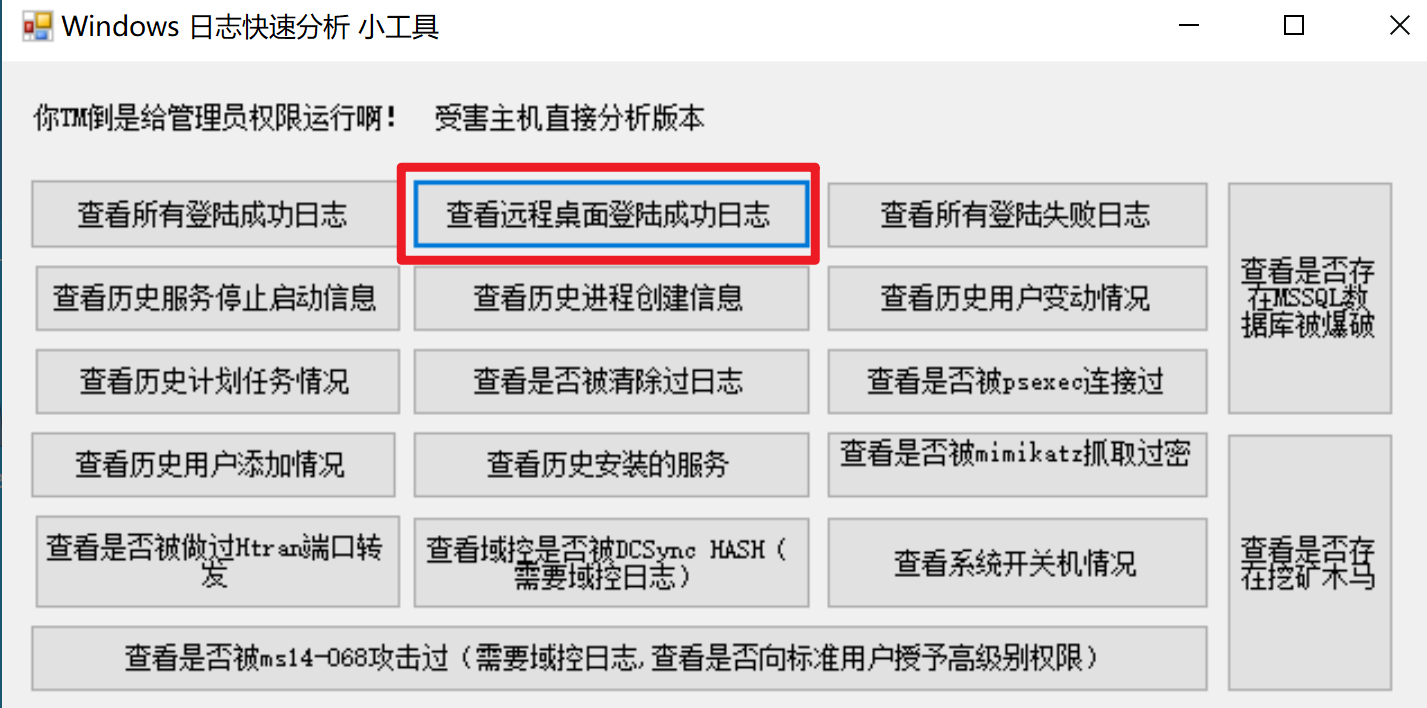 Windows 日志快速分析 小工具
你TM倒是给管理员权限运行啊!
受害主机直接分析版本
查看所有登陆成功日志
查看远程桌面登陆成功日志
查看所有登陆失败日志
查看是否存
在MSSQL数
据库被爆破
查看历史服务停止启动信息
查看历史进程创建信息
查看历史用户变动情况
查看历史计划任务情况
查看是否被清除过日志
查看是否被psexec连接过
查看历史用户添加情况
查看历史安装的服务
查看是否被mimikatz抓取过密
查看是否存
在挖矿木马
查看是否被做过Htran端口转
发
查看域控是否被DCSync HASH（
需要域控日志）
查看系统开关机情况
查看是否被ms14-068攻击过（需要域控日志,查看是否向标准用户授予高级别权限）